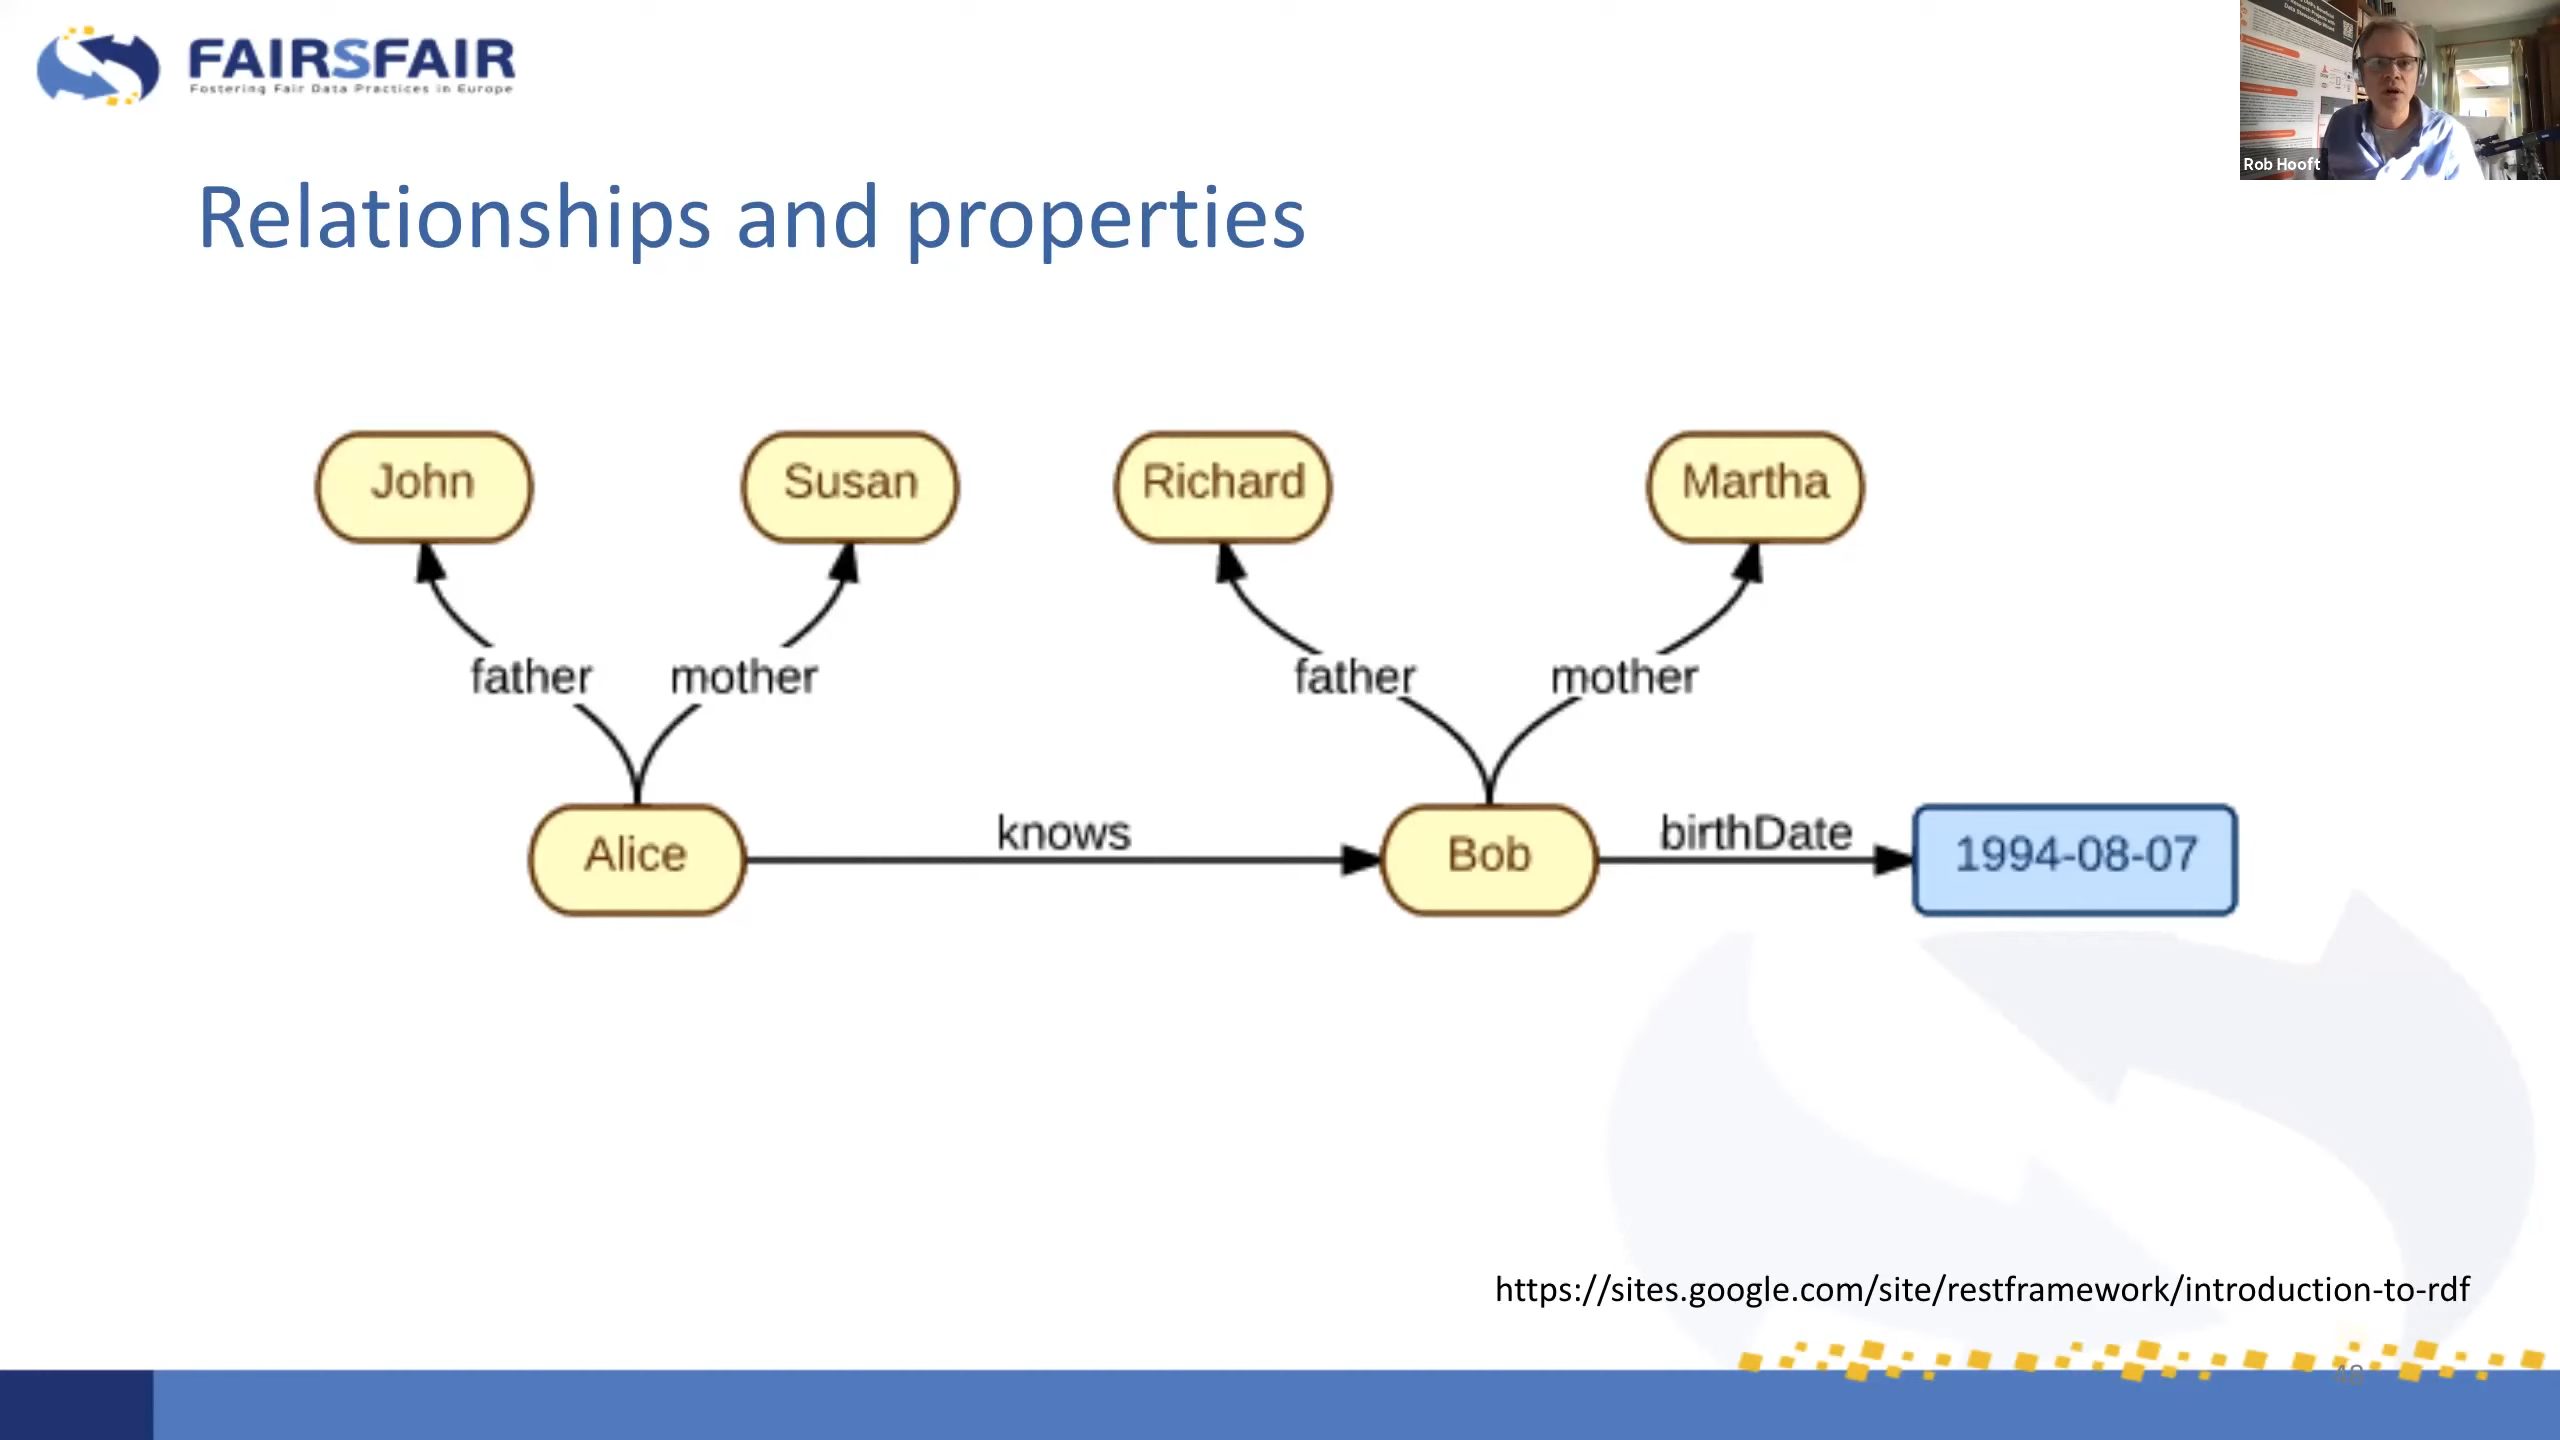 FAIRSFAIR
Fostering Fair Data Practices in Europe
Rob Hooft
Relationships and properties
John
Susan
Richard
Martha
father
mother
father
mother
Alice
knows
Bob
birthDate
1994-08-07
https://sites.google.com/site/restframework/introduction-to-rdf
48